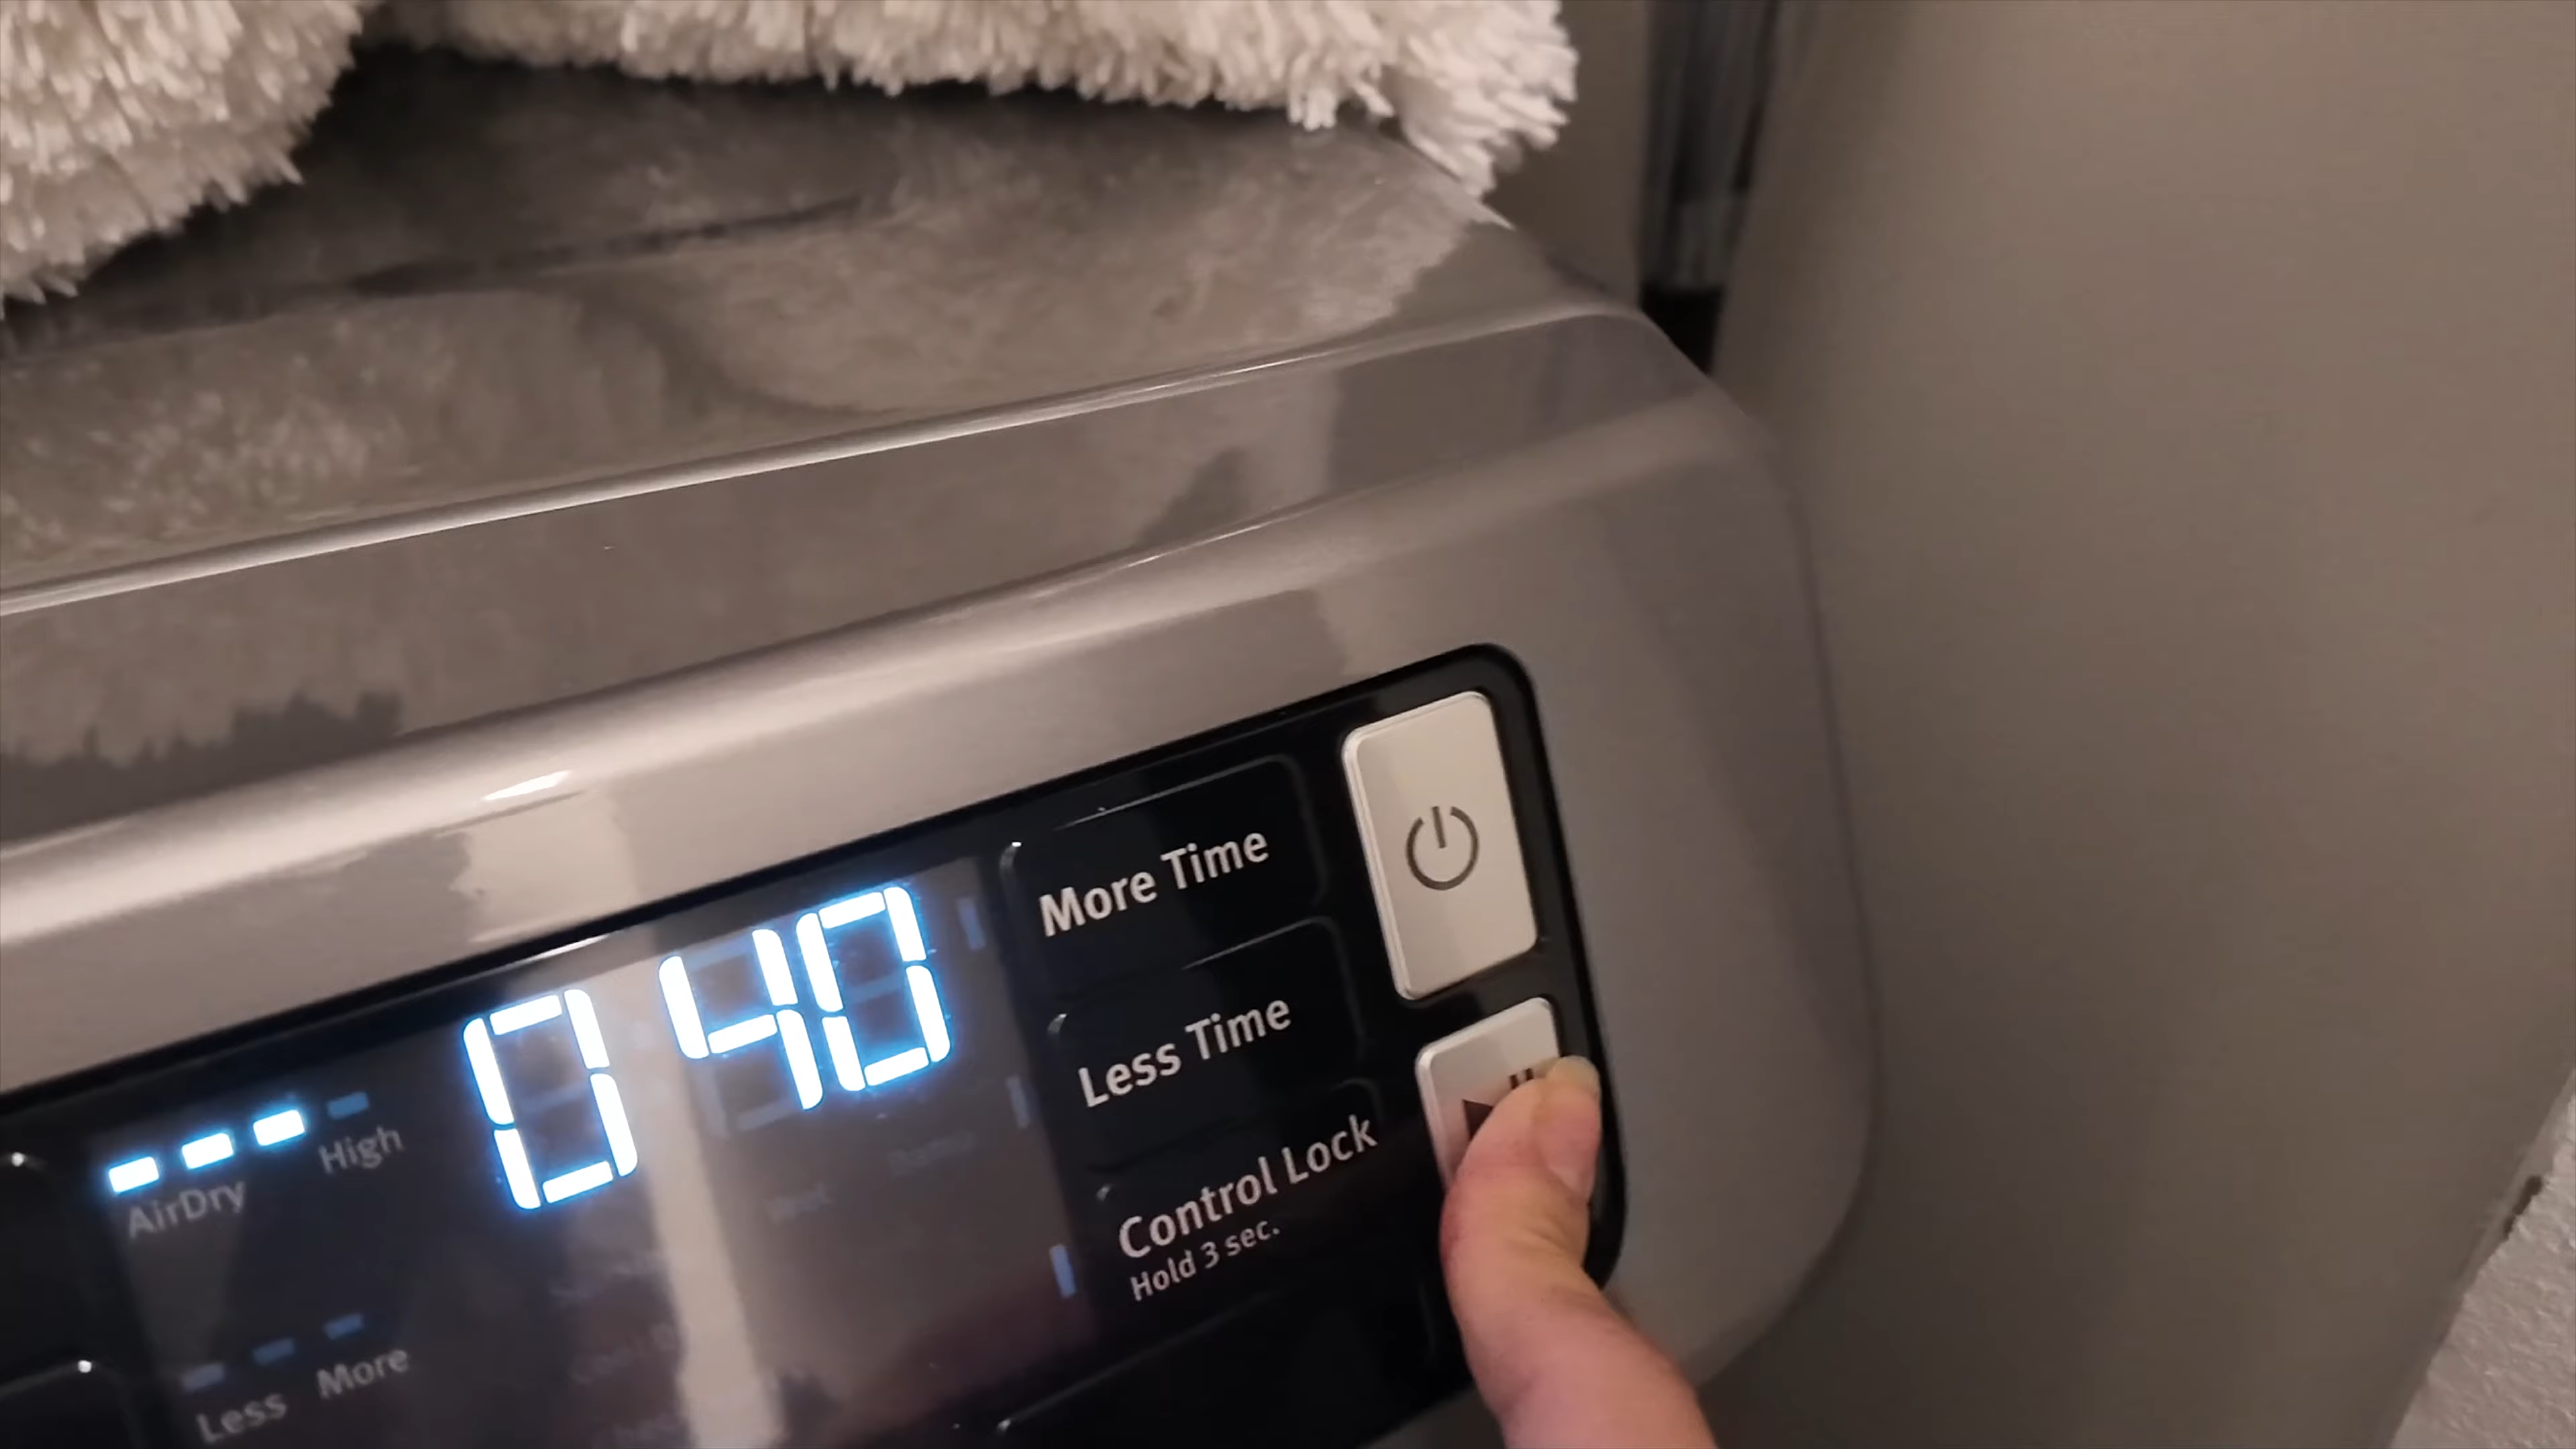 More Time
Less Time
Control Lock
Hold 3 sec.
0 40
AirDry
High
Less
More